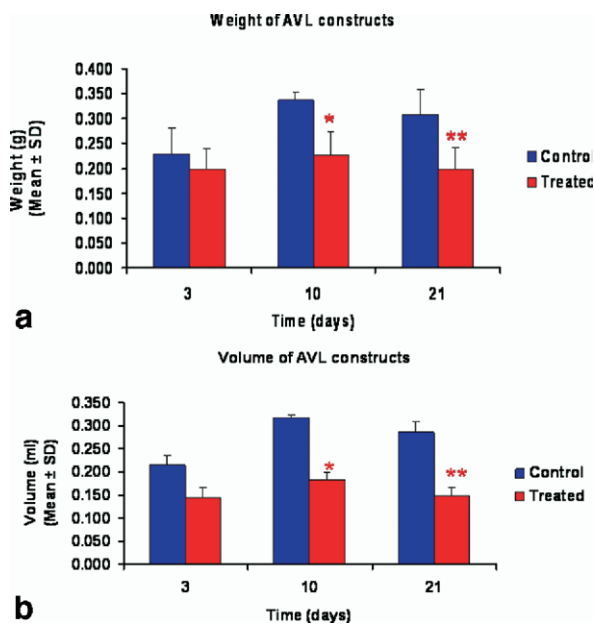 Weight of AVL constructs
Weight (g)
(Mean ± SD)
0.400
0.350
0.300
0.250
0.200
0.150
0.100
0.050
0.000
*
**
Control
Treated
3 10 21
Time (days)
a
Volume of AVL constructs
Volume (ml)
(Mean ± SD)
0.350
0.300
0.250
0.200
0.150
0.100
0.050
0.000
*
**
Control
Treated
3 10 21
Time (days)
b